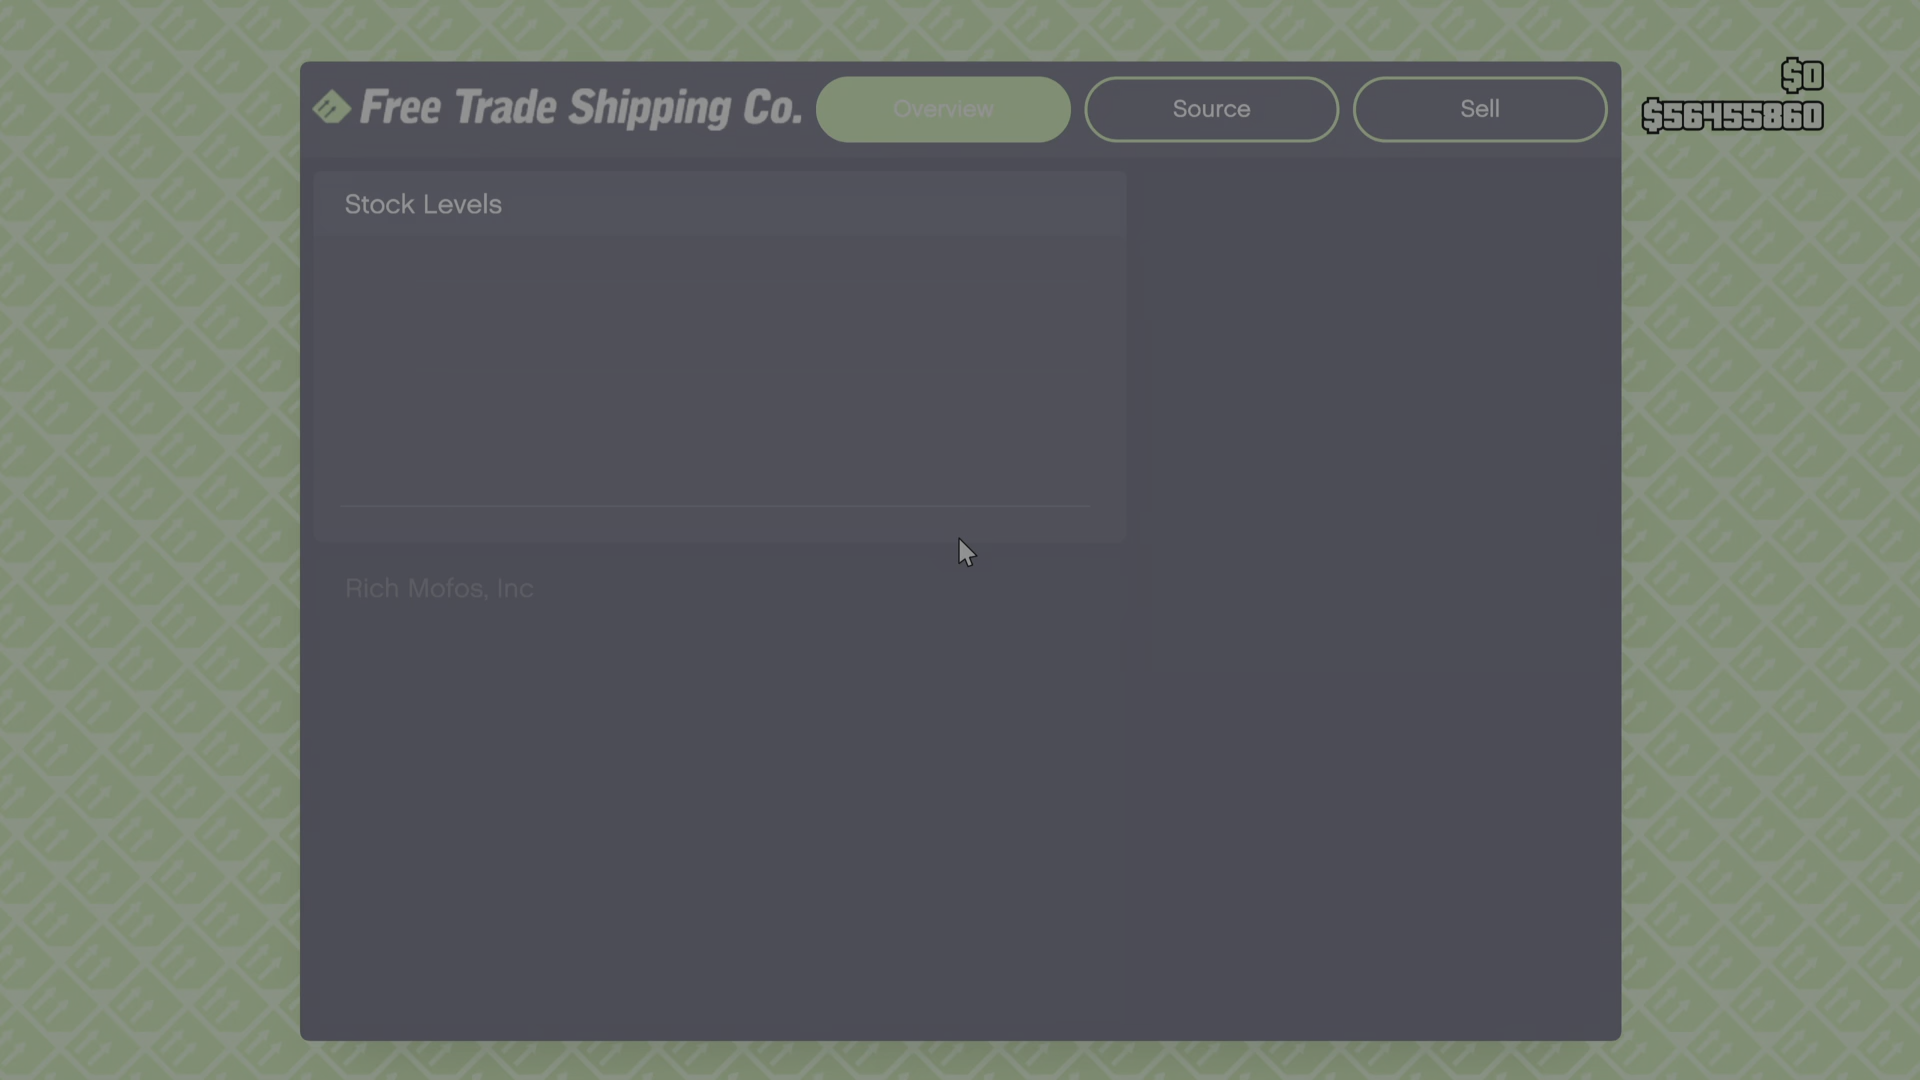 Free Trade Shipping Co.
Overview
Source
Sell
$0
$56455860
Stock Levels
Rich Mofos, Inc